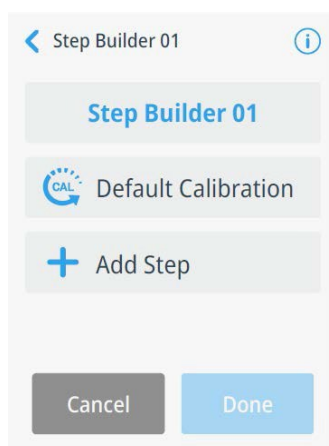 Step Builder 01
i
Step Builder 01
CAL
Default Calibration
Add Step
Cancel
Done